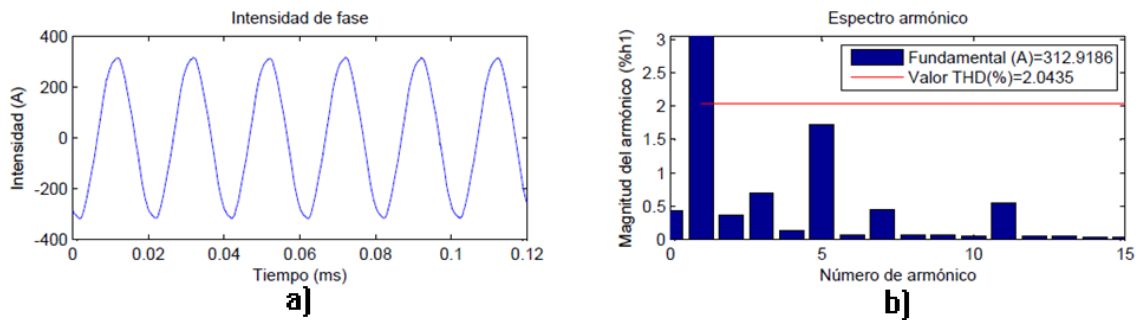 Intensidad de fase
Intensidad (A)
400
200
0
-200
-400
0
0.02
0.04
0.06
0.08
0.1
0.12
Tiempo (ms)
a]
Espectro armónico
Magnitud del armónico (%h1)
3
2.5
2
1.5
1
0.5
0
Fundamental (A)=312.9186
Valor THD(%)=2.0435
0
5
10
15
Número de armónico
b]